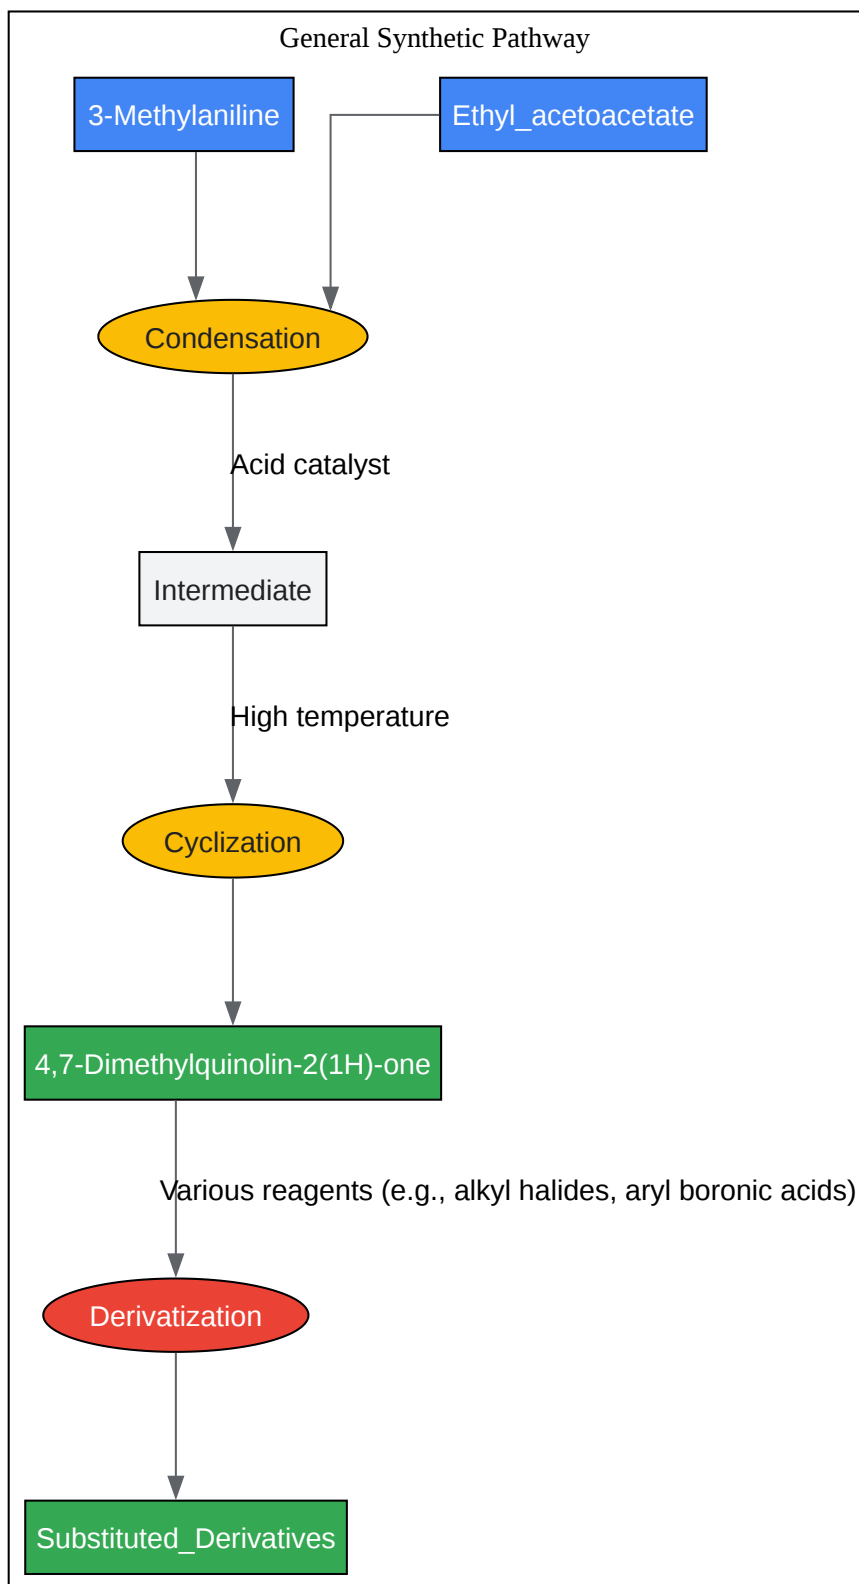 General Synthetic Pathway
3-Methylaniline
Ethyl_acetoacetate
Condensation
Acid catalyst
Intermediate
High temperature
Cyclization
4,7-Dimethylquinolin-2(1H)-one
Various reagents (e.g., alkyl halides, aryl boronic acids)
Derivatization
Substituted_Derivatives